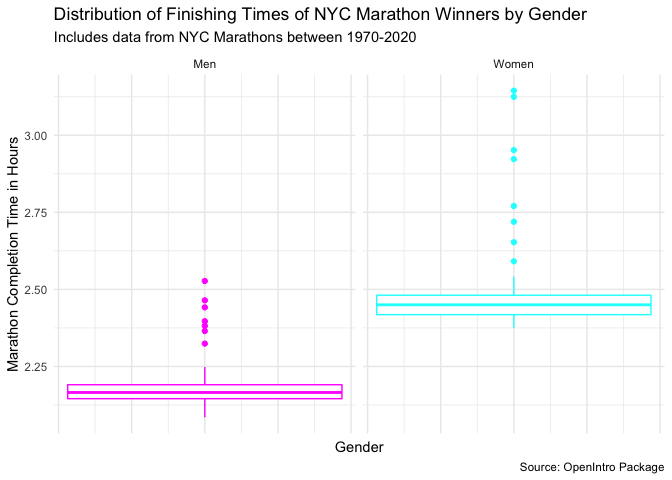 Distribution of Finishing Times of NYC Marathon Winners by Gender
Includes data from NYC Marathons between 1970-2020
Men
Women
Marathon Completion Time in Hours
3.00
2.75
2.50
2.25
Gender
Source: OpenIntro Package